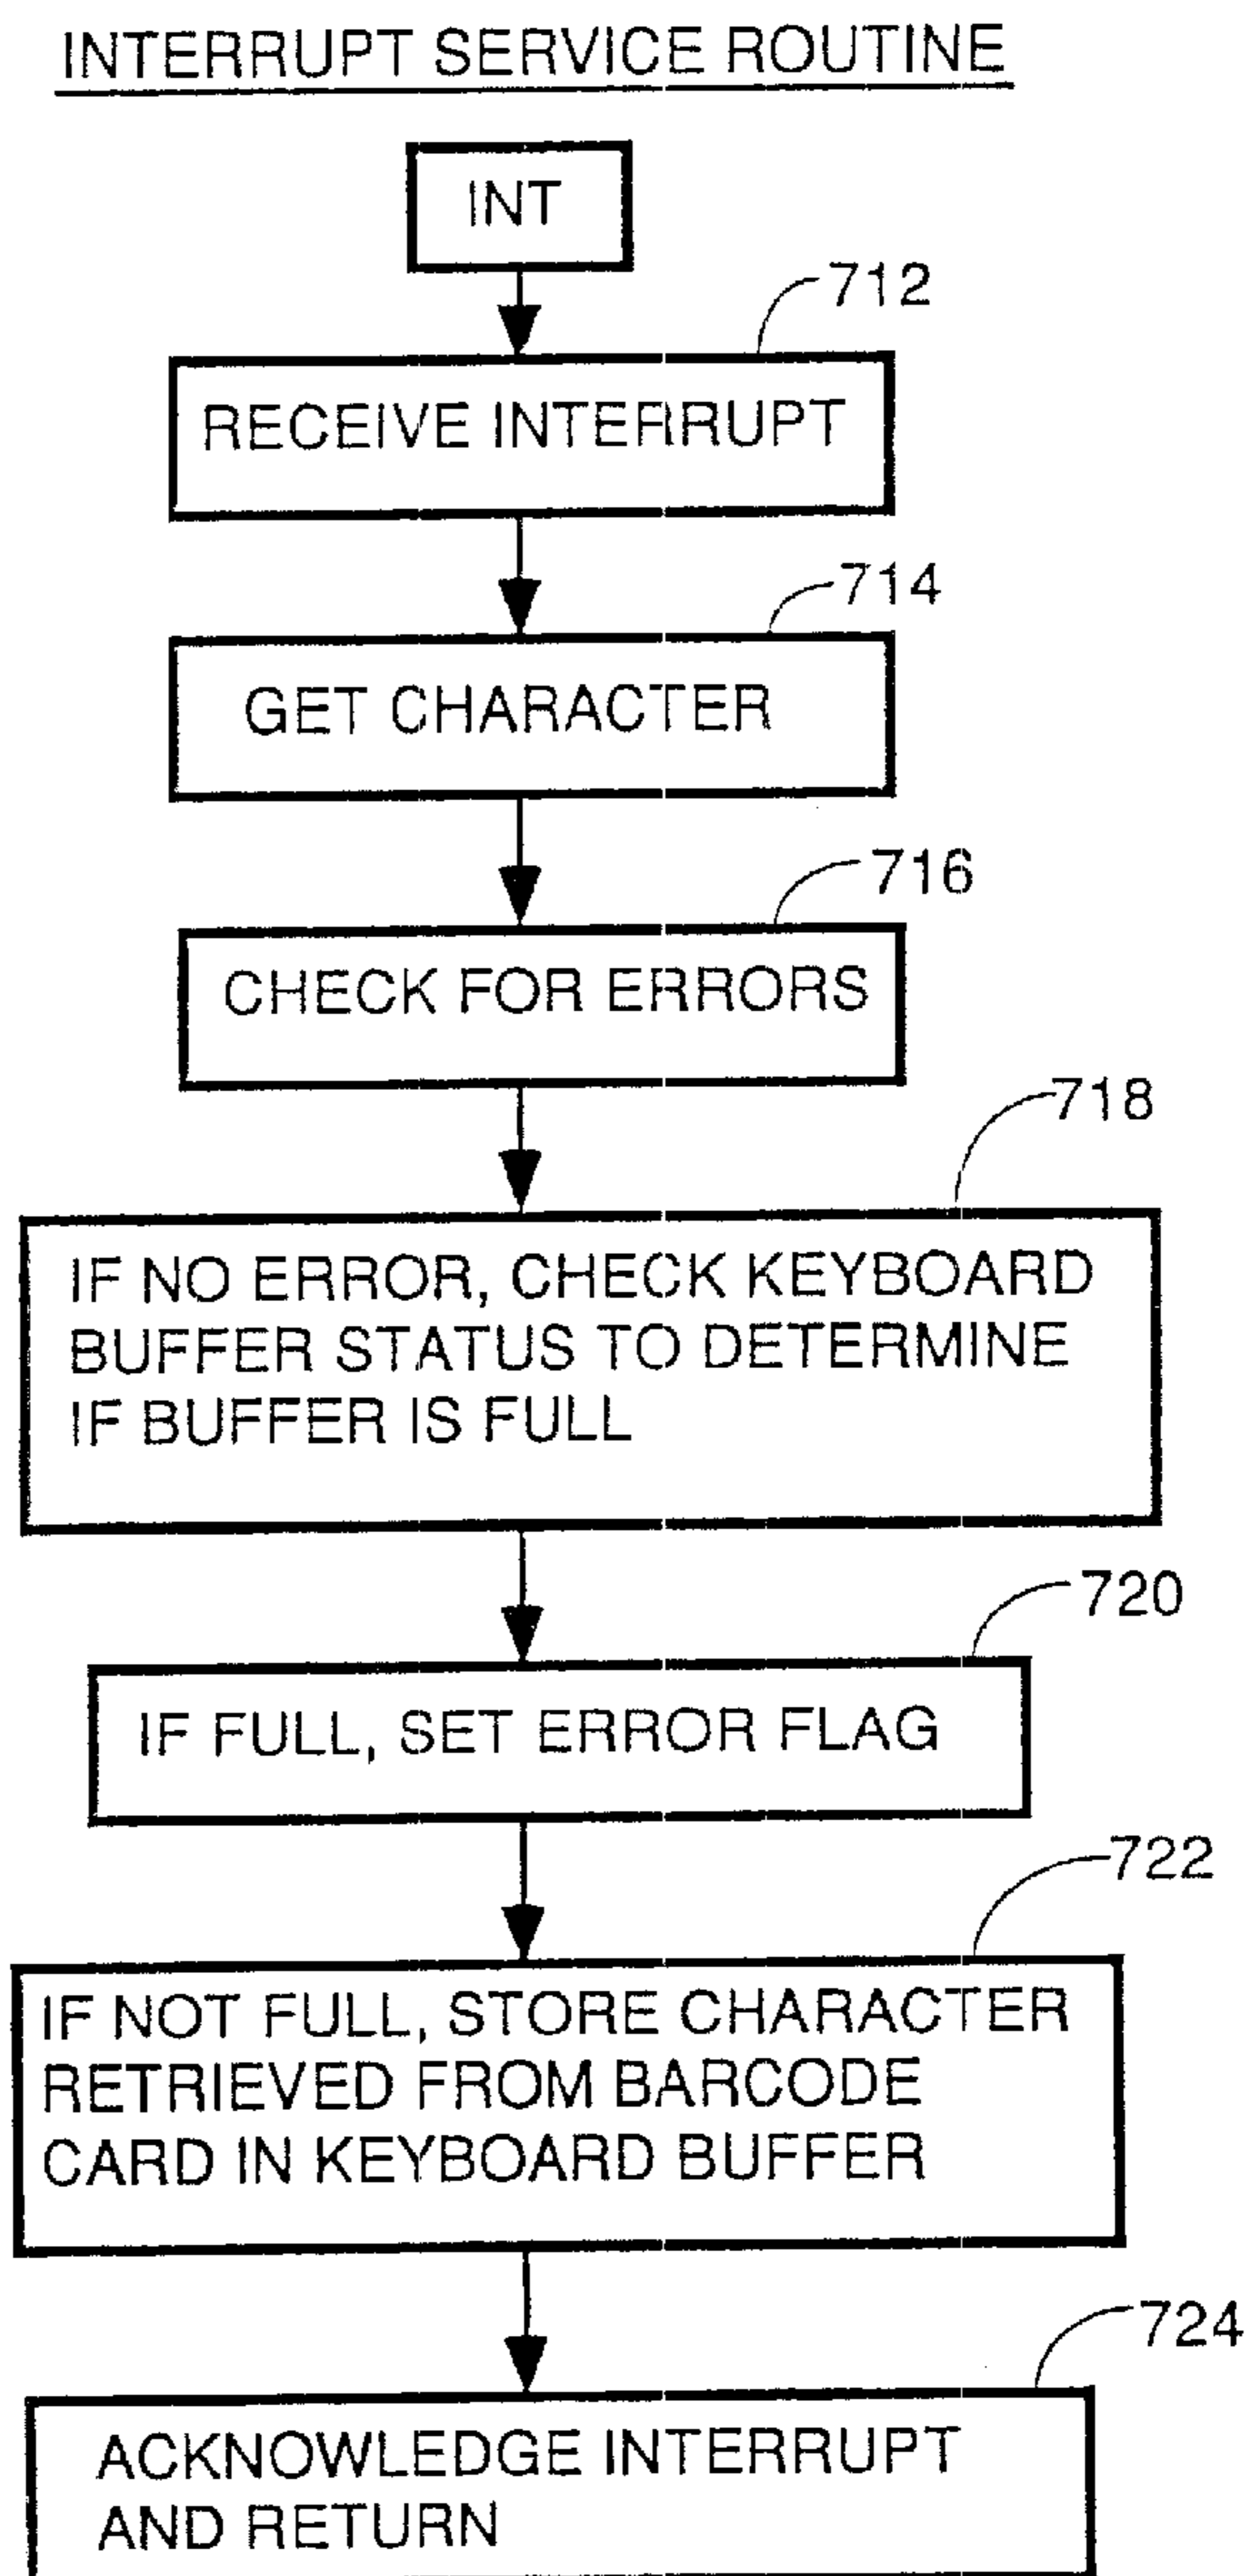 INTERRUPT SERVICE ROUTINE
INT
712
RECEIVE INTERRUPT
714
GET CHARACTER
716
CHECK FOR ERRORS
718
IF NO ERROR, CHECK KEYBOARD
BUFFER STATUS TO DETERMINE
IF BUFFER IS FULL
720
IF FULL, SET ERROR FLAG
722
IF NOT FULL, STORE CHARACTER
RETRIEVED FROM BARCODE
CARD IN KEYBOARD BUFFER
724
ACKNOWLEDGE INTERRUPT
AND RETURN